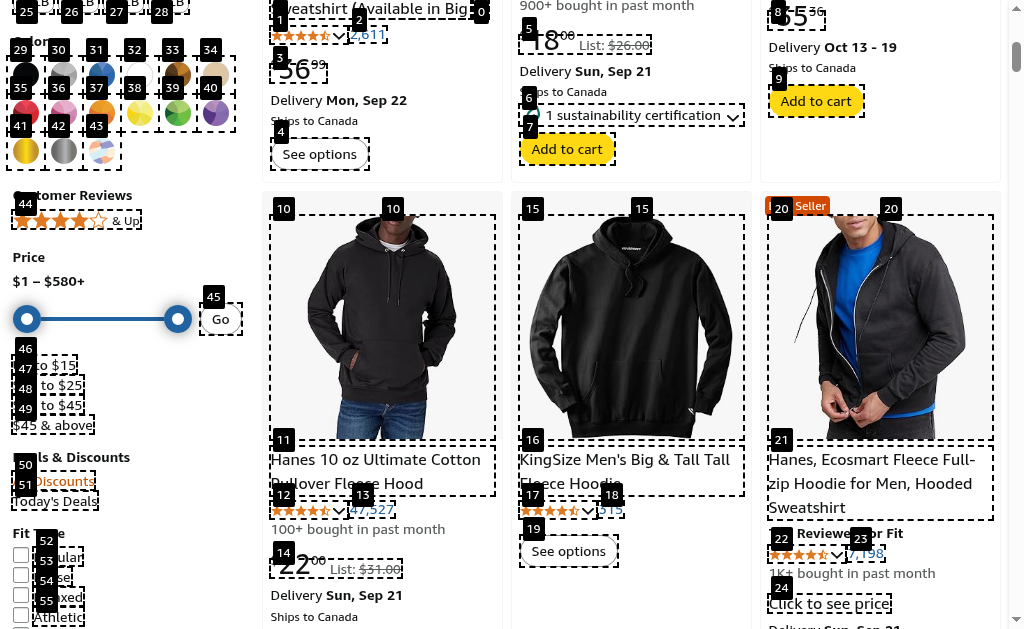 25 26 27 28
Color
29 30 31 32 33 34
35 36 37 38 39 40
41 42 43
Customer Reviews
44
& Up
Price
$1 – $580+
45
Go
46
47 to $15
48 to $25
49 to $45
$45 & above
Deals & Discounts
50
51 Discounts
Today's Deals
Fit Type
52
53
54
55
Athletic
Sweatshirt (Available in Big 0
1 2
2,611
3
36 99
Delivery Mon, Sep 22
Ships to Canada
4
See options
900+ bought in past month
5
18 00 List: $26.00
Delivery Sun, Sep 21
Ships to Canada
6
1 sustainability certification
7
Add to cart
8
36
Delivery Oct 13 - 19
Ships to Canada
9
Add to cart
10 10
11
Hanes 10 oz Ultimate Cotton
Pullover Fleece Hood
12 13
47,527
100+ bought in past month
14
22 00 List: $31.00
Delivery Sun, Sep 21
Ships to Canada
15 15
16
KingSize Men's Big & Tall Tall
Fleece Hoodie
17 18
315
19
See options
20 Seller 20
21
Hanes, Ecosmart Fleece Full-
zip Hoodie for Men, Hooded
Sweatshirt
Reviewed for Fit
22 23
7,198
1K+ bought in past month
24
Click to see price
Delivery Sun, Sep 21